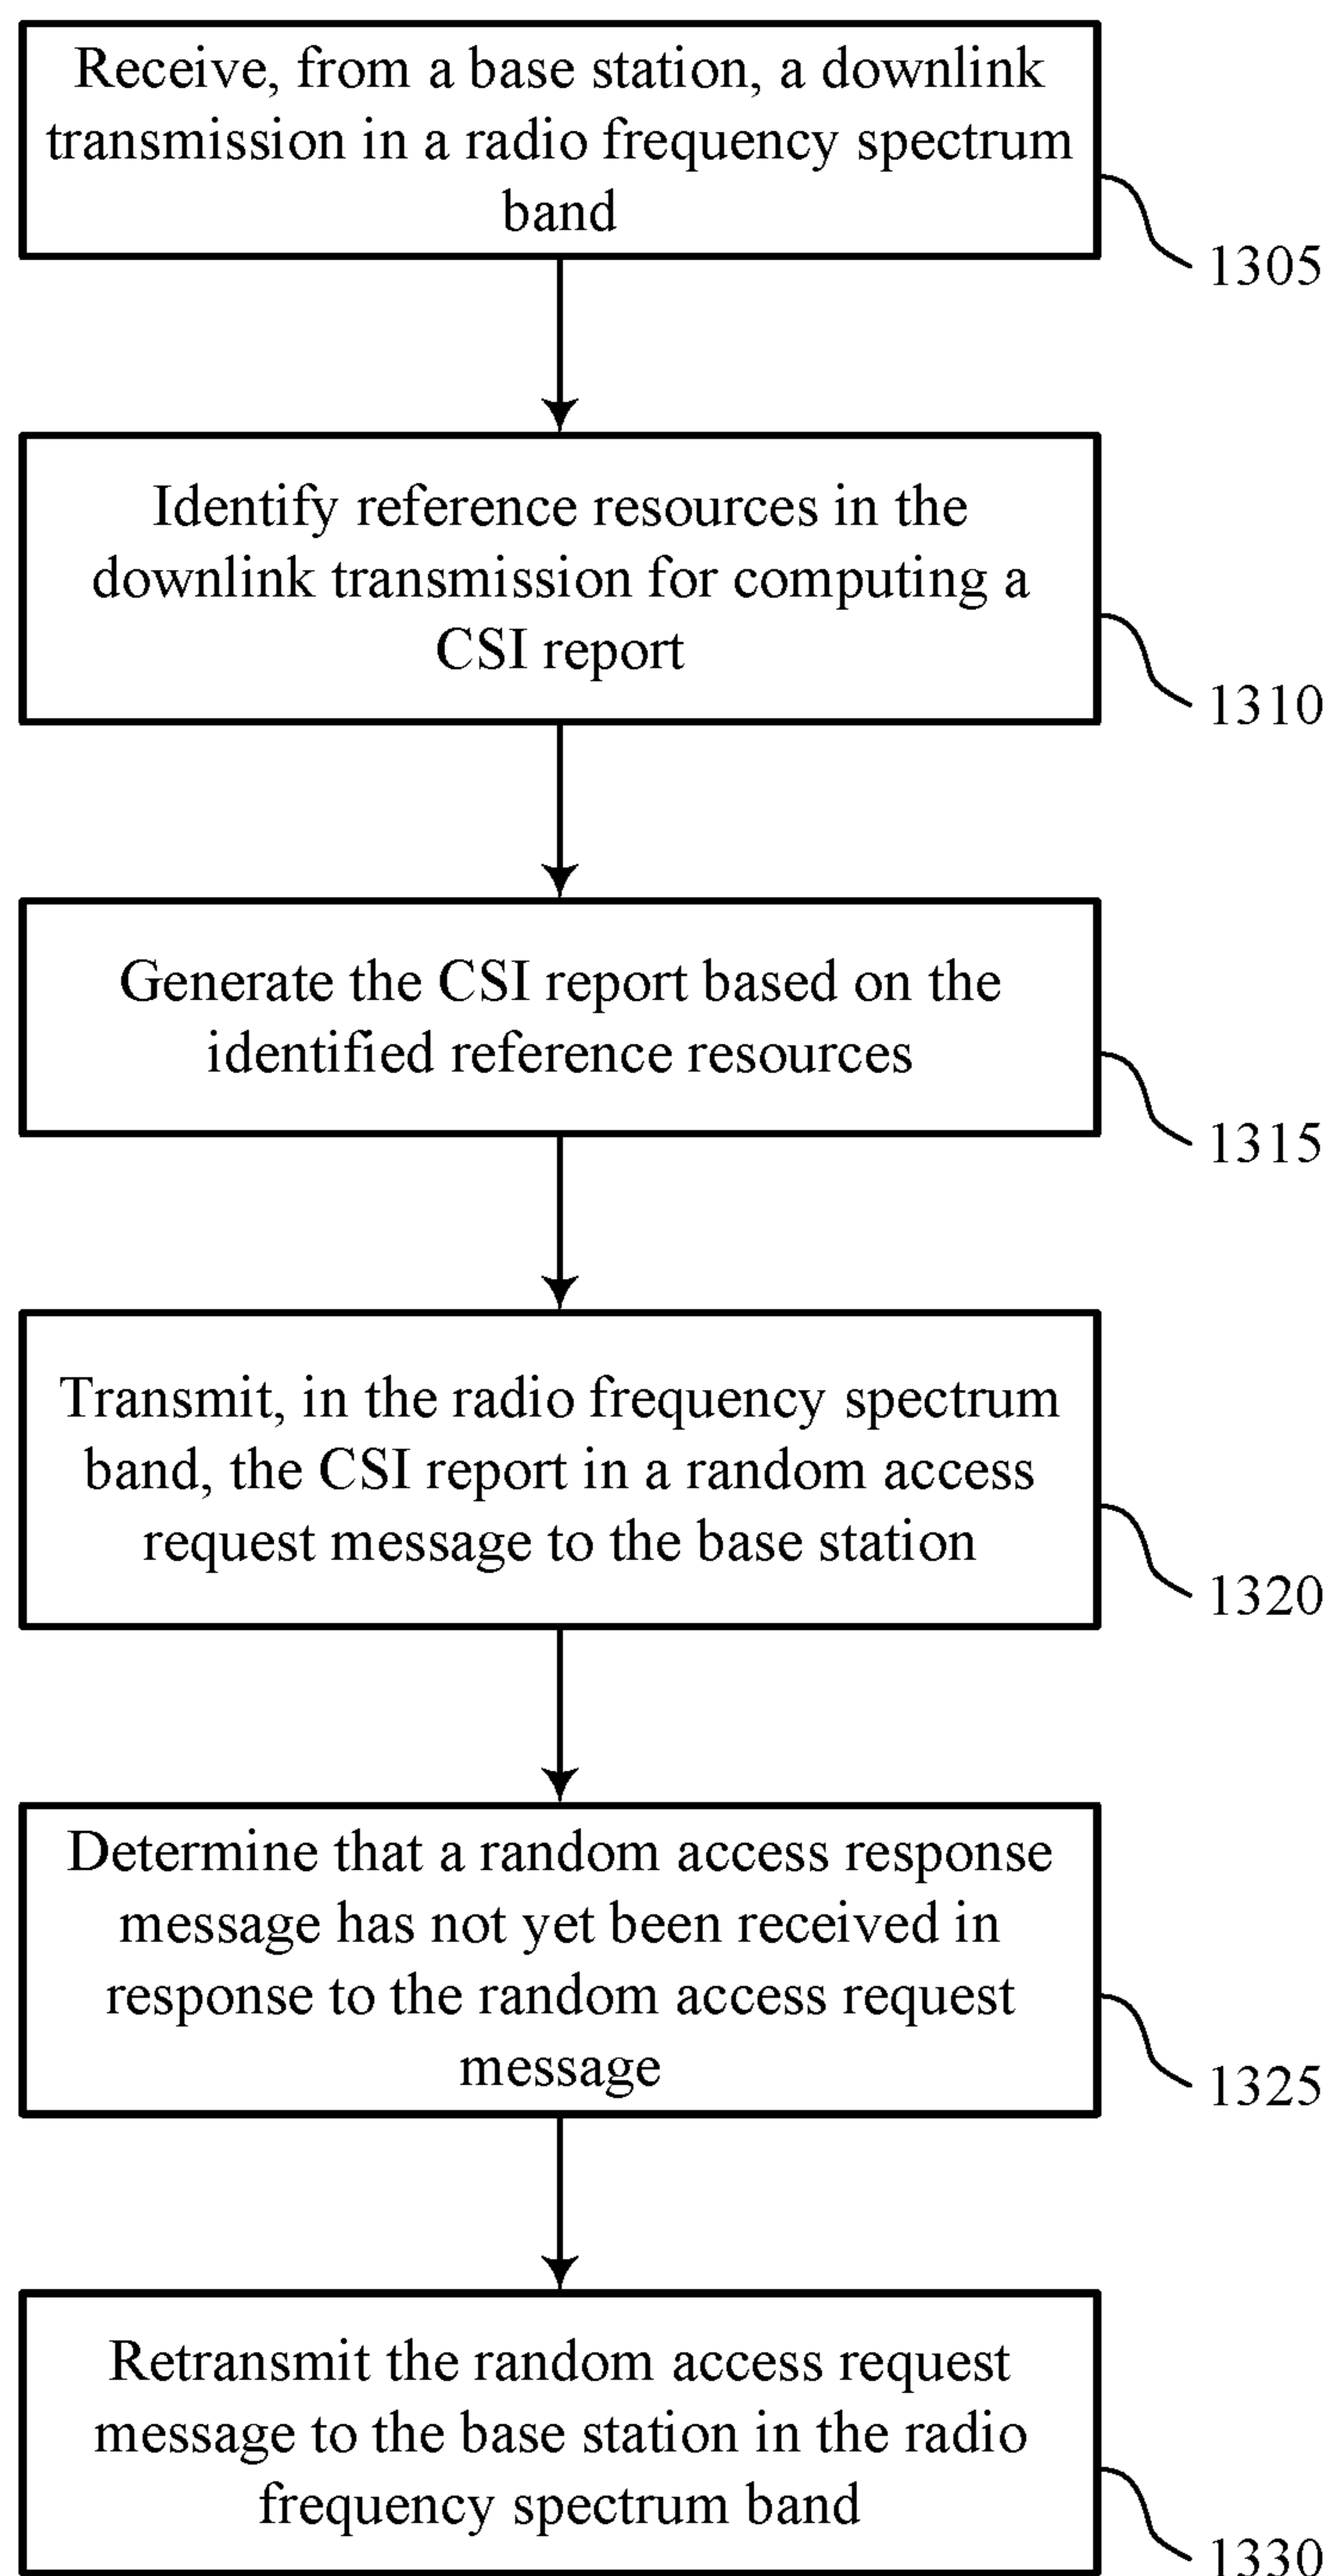 Receive, from a base station, a downlink
transmission in a radio frequency spectrum
band
1305
Identify reference resources in the
downlink transmission for computing a
CSI report
1310
Generate the CSI report based on the
identified reference resources
1315
Transmit, in the radio frequency spectrum
band, the CSI report in a random access
request message to the base station
1320
Determine that a random access response
message has not yet been received in
response to the random access request
message
1325
Retransmit the random access request
message to the base station in the radio
frequency spectrum band
1330